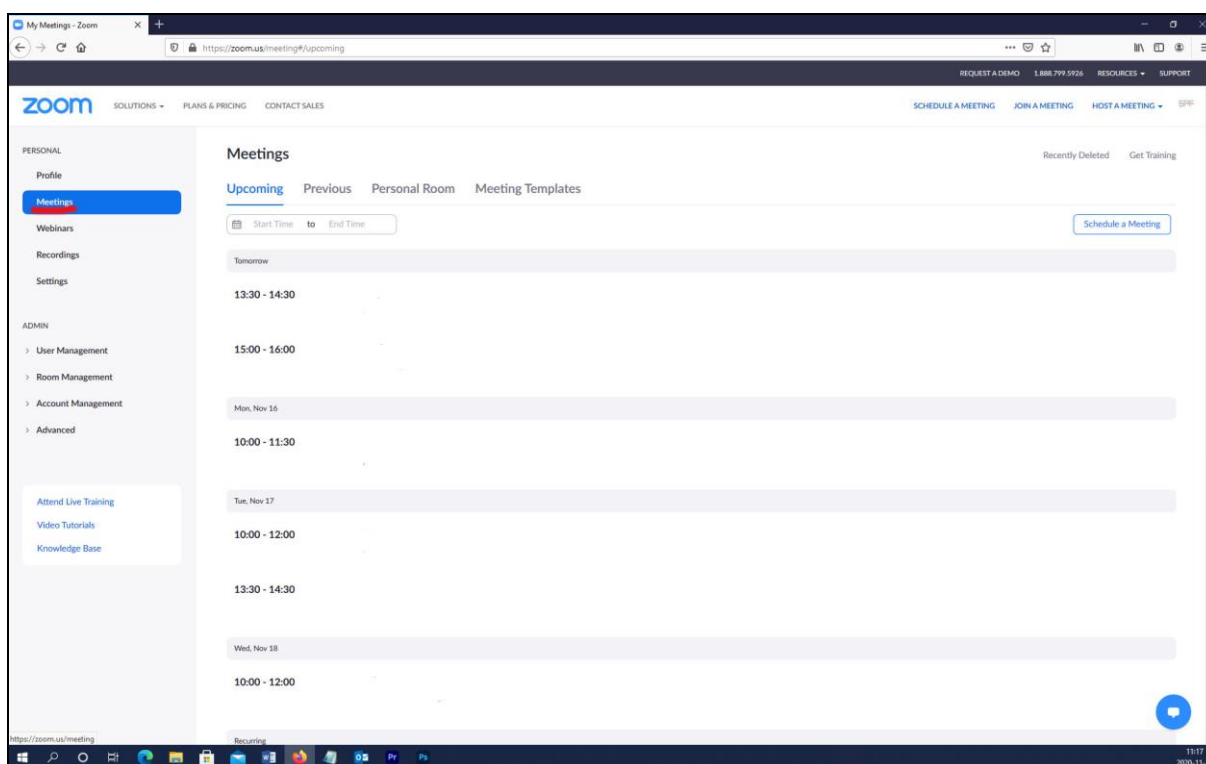 My Meetings - Zoom
https://zoom.us/meeting#/upcoming
REQUEST A DEMO 1.888.799.5926 RESOURCES SUPPORT
zoom SOLUTIONS PLANS & PRICING CONTACT SALES SCHEDULE A MEETING JOIN A MEETING HOST A MEETING
PERSONAL
Profile
Meetings
Webinars
Recordings
Settings
ADMIN
User Management
Room Management
Account Management
Advanced
Attend Live Training
Video Tutorials
Knowledge Base
Meetings
Recently Deleted Get Training
Upcoming Previous Personal Room Meeting Templates
Start Time to End Time
Schedule a Meeting
Tomorrow
13:30 - 14:30
15:00 - 16:00
Mon, Nov 16
10:00 - 11:30
Tue, Nov 17
10:00 - 12:00
13:30 - 14:30
Wed, Nov 18
10:00 - 12:00
Recurring
https://zoom.us/meeting
11:17
2020-11-